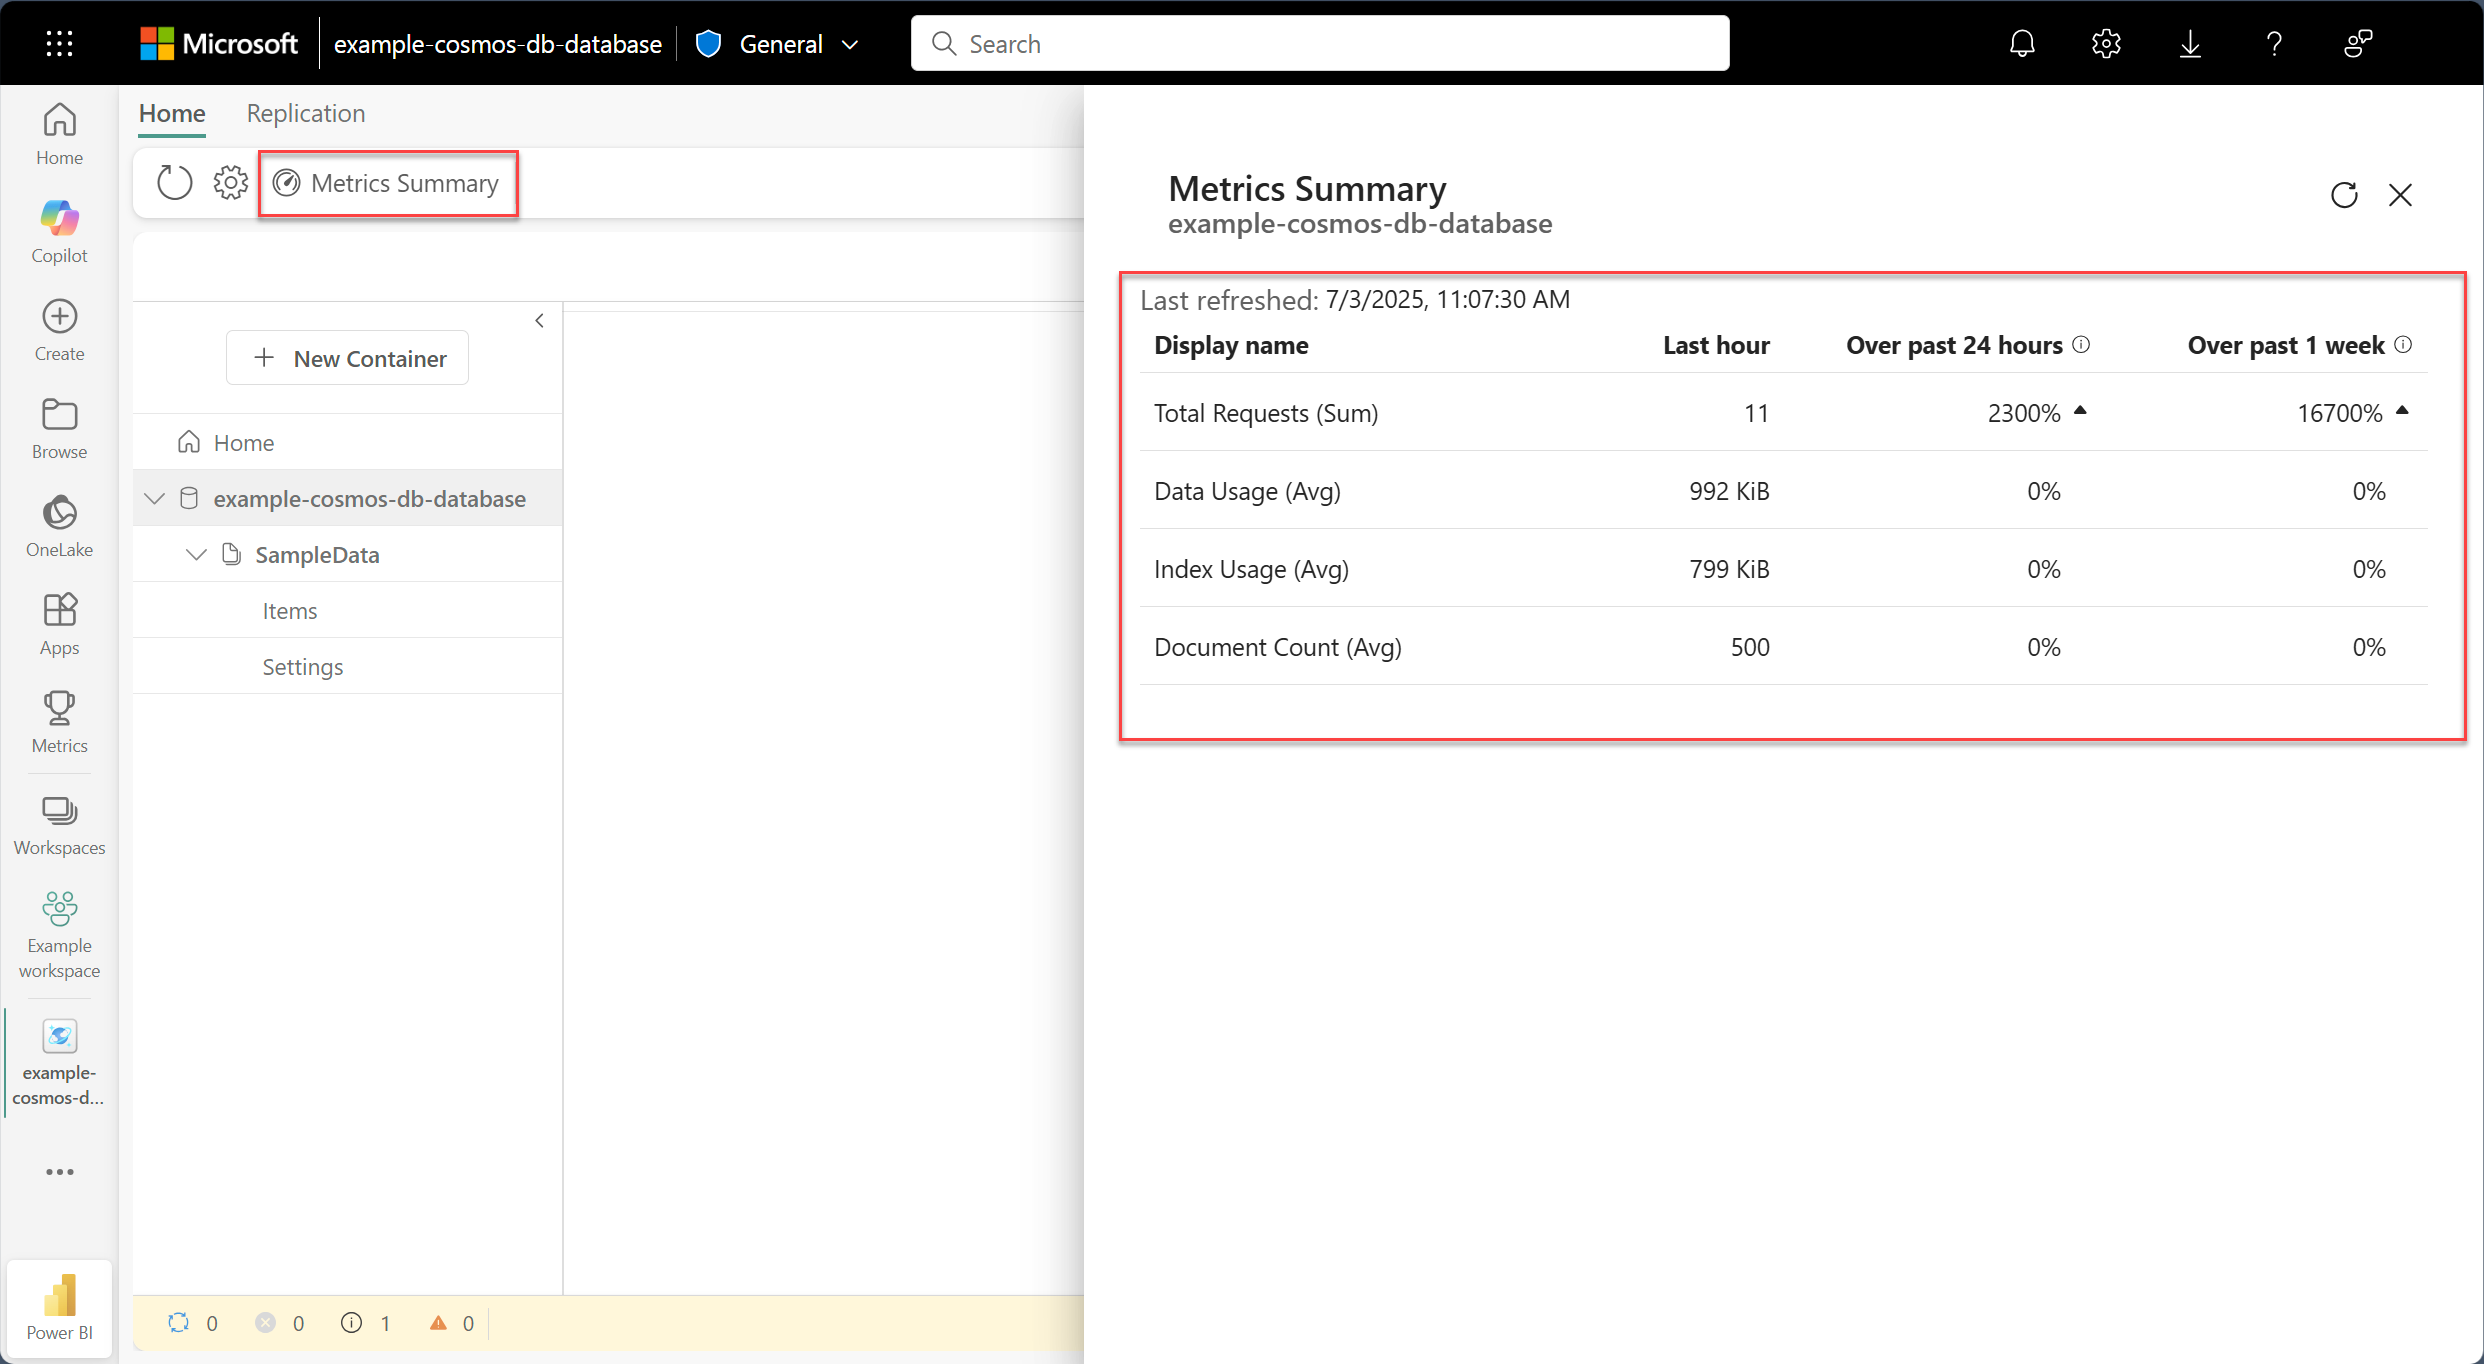 Microsoft
example-cosmos-db-database
General
Search
Home
Copilot
Create
Browse
OneLake
Apps
Metrics
Workspaces
Example
workspace
example-
cosmos-d...
Power BI
Home
Replication
Metrics Summary
New Container
Home
example-cosmos-db-database
SampleData
Items
Settings
0
0
1
0
Metrics Summary
example-cosmos-db-database
Last refreshed: 7/3/2025, 11:07:30 AM
Display name Last hour Over past 24 hours Over past 1 week
Total Requests (Sum) 11 2300% 16700%
Data Usage (Avg) 992 KiB 0% 0%
Index Usage (Avg) 799 KiB 0% 0%
Document Count (Avg) 500 0% 0%